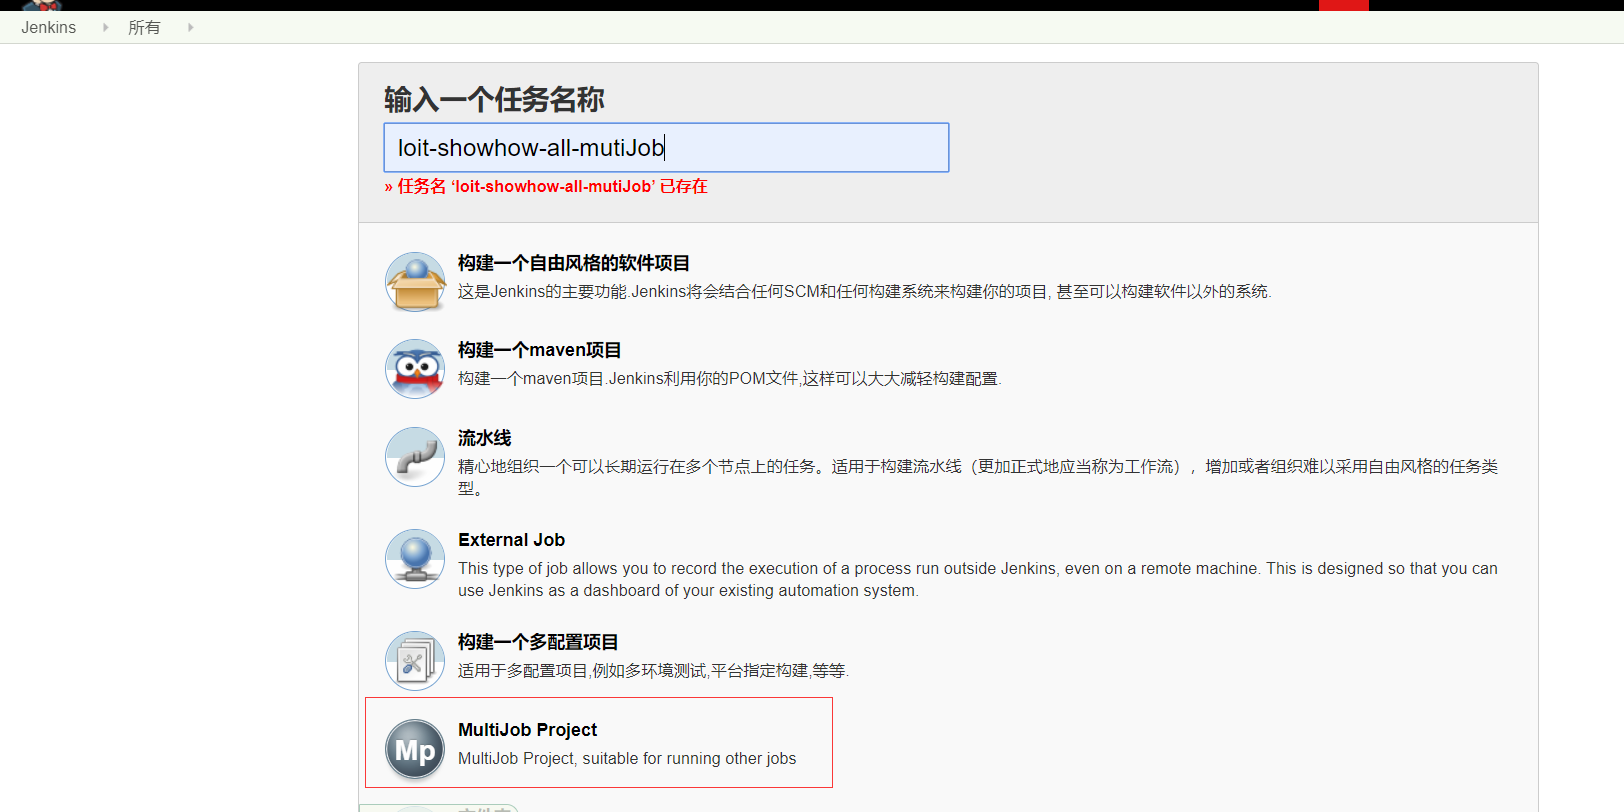 Jenkins 所有
输入一个任务名称
loit-showhow-all-mutiJob
» 任务名 ‘loit-showhow-all-mutiJob’ 已存在
构建一个自由风格的软件项目
这是Jenkins的主要功能.Jenkins将会结合任何SCM和任何构建系统来构建你的项目, 甚至可以构建软件以外的系统.
构建一个maven项目
构建一个maven项目.Jenkins利用你的POM文件,这样可以大大减轻构建配置.
流水线
精心地组织一个可以长期运行在多个节点上的任务。适用于构建流水线（更加正式地应当称为工作流），增加或者组织难以采用自由风格的任务类
型。
External Job
This type of job allows you to record the execution of a process run outside Jenkins, even on a remote machine. This is designed so that you can
use Jenkins as a dashboard of your existing automation system.
构建一个多配置项目
适用于多配置项目,例如多环境测试,平台指定构建,等等.
Mp
MultiJob Project
MultiJob Project, suitable for running other jobs